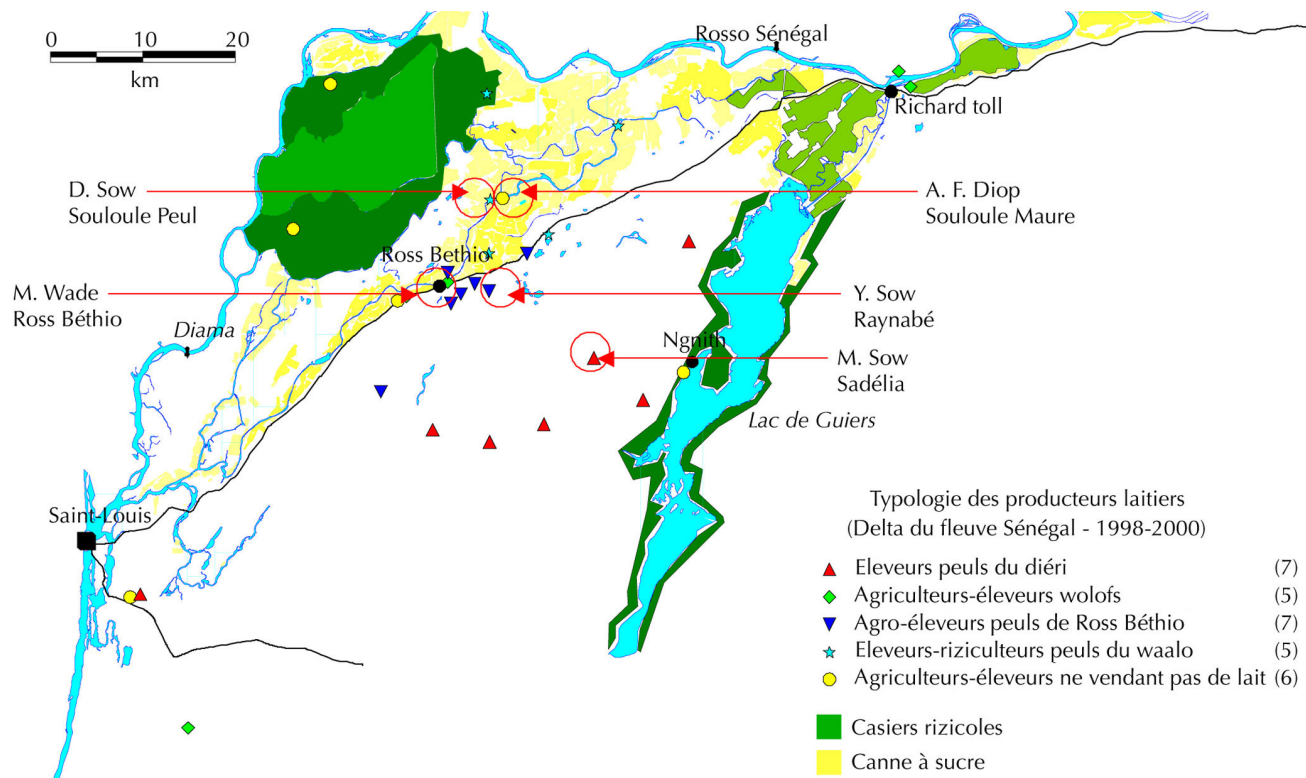 0 10 20
km
Rosso Sénégal
Richard toll
D. Sow
Souloule Peul
A. F. Diop
Souloule Maure
Ross Bethio
M. Wade
Ross Béthio
Y. Sow
Raynabé
Diama
Ngnith
M. Sow
Sadélia
Lac de Guiers
Saint-Louis
Typologie des producteurs laitiers
(Delta du fleuve Sénégal - 1998-2000)
Eleveurs peuls du diéri (7)
Agriculteurs-éleveurs wolofs (5)
Agro-éleveurs peuls de Ross Béthio (7)
Eleveurs-riziculteurs peuls du waalo (5)
Agriculteurs-éleveurs ne vendant pas de lait (6)
Casiers rizicoles
Canne à sucre